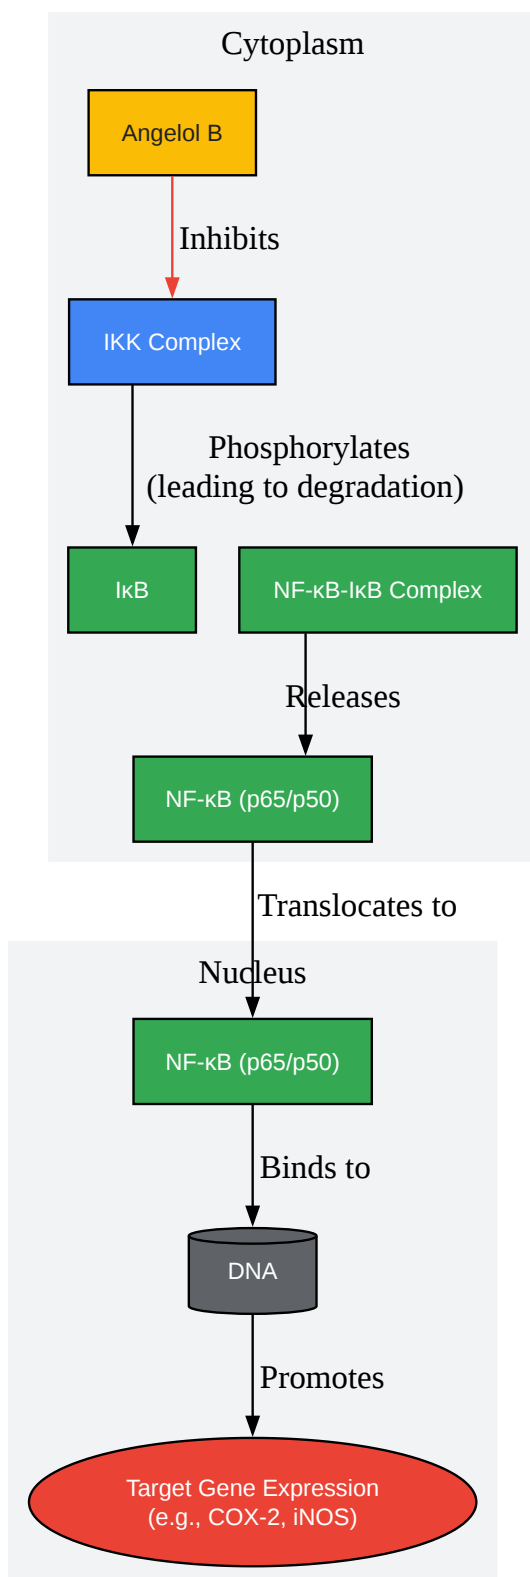 Cytoplasm
Angelol B
Inhibits
IKK Complex
Phosphorylates
(leading to degradation)
IκB
NF-κB-IκB Complex
Releases
NF-κB (p65/p50)
Translocates to
Nucleus
NF-κB (p65/p50)
Binds to
DNA
Promotes
Target Gene Expression
(e.g., COX-2, iNOS)